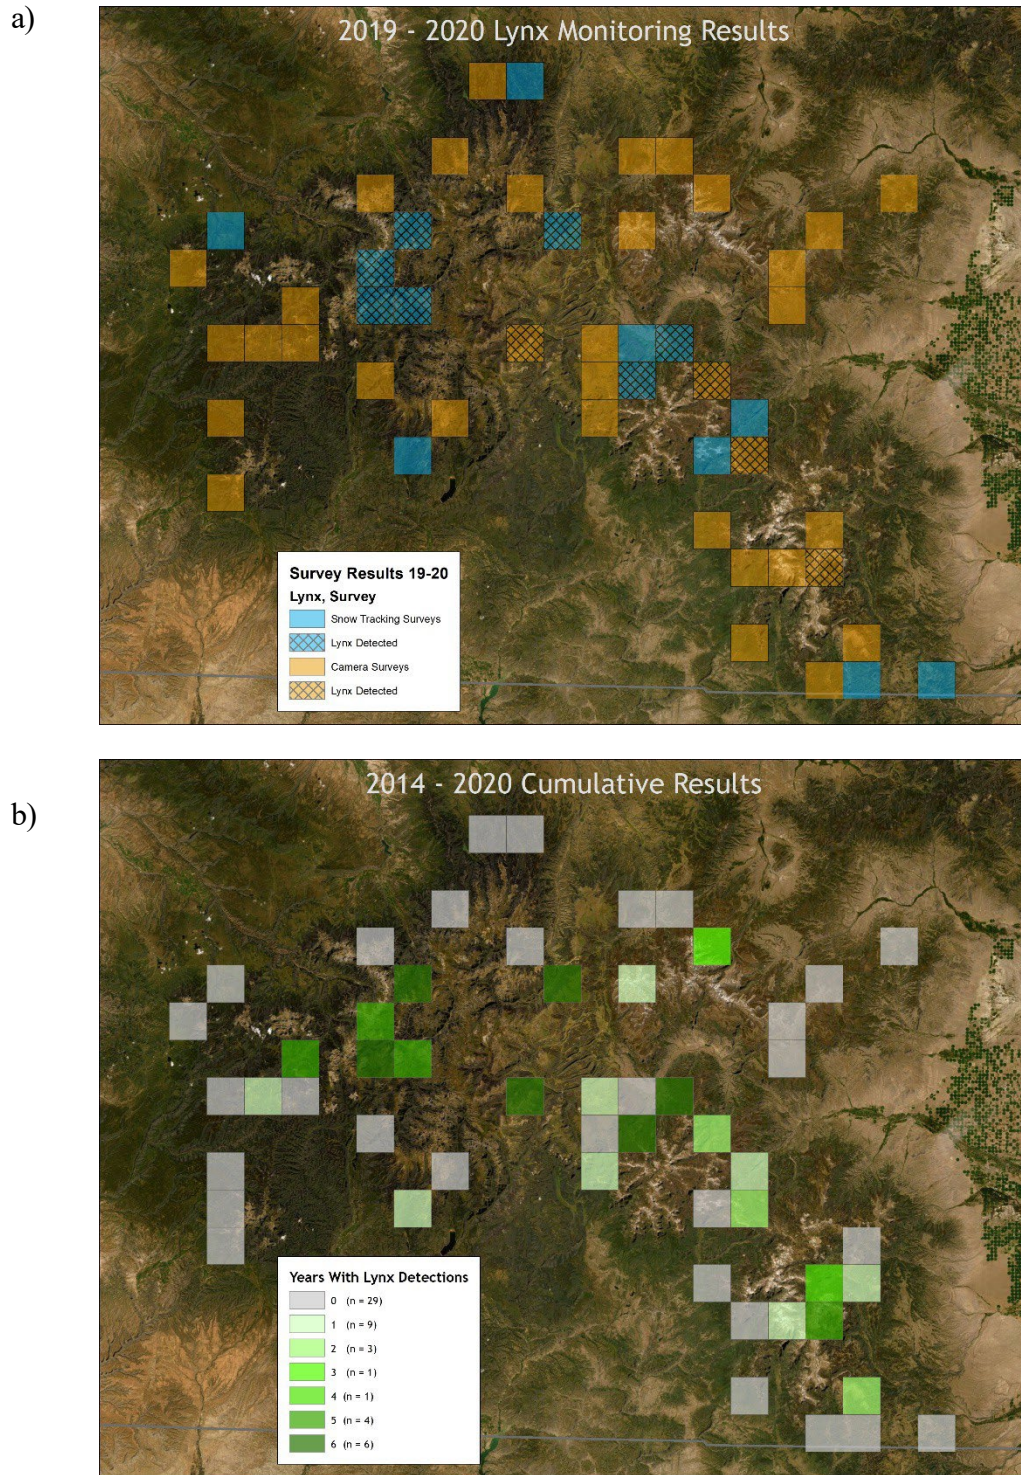 a)
2019 - 2020 Lynx Monitoring Results
Survey Results 19-20
Lynx, Survey
Snow Tracking Surveys
Lynx Detected
Camera Surveys
Lynx Detected
b)
2014 - 2020 Cumulative Results
Years With Lynx Detections
0 (n = 29)
1 (n = 9)
2 (n = 3)
3 (n = 1)
4 (n = 1)
5 (n = 4)
6 (n = 6)